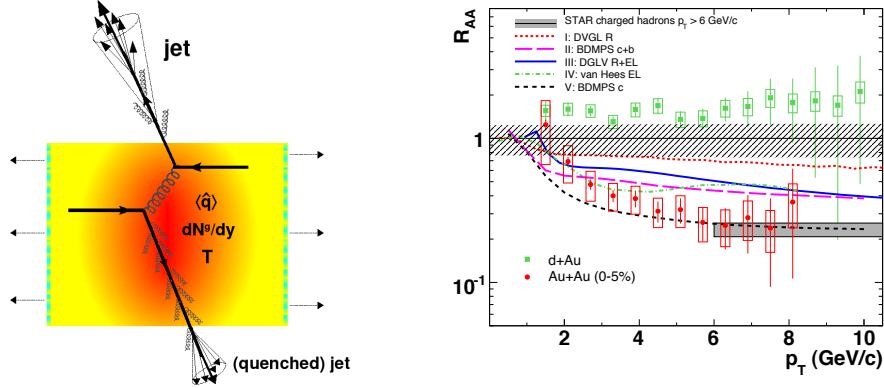 jet
⟨q̂⟩
dNᵍ/dy
T
(quenched) jet
R_AA
STAR charged hadrons p_T > 6 GeV/c
I: DVGL R
II: BDMPS c+b
III: DGLV R+EL
IV: van Hees EL
V: BDMPS c
1
d+Au
Au+Au (0-5%)
10⁻¹
2 4 6 8 10
p_T (GeV/c)